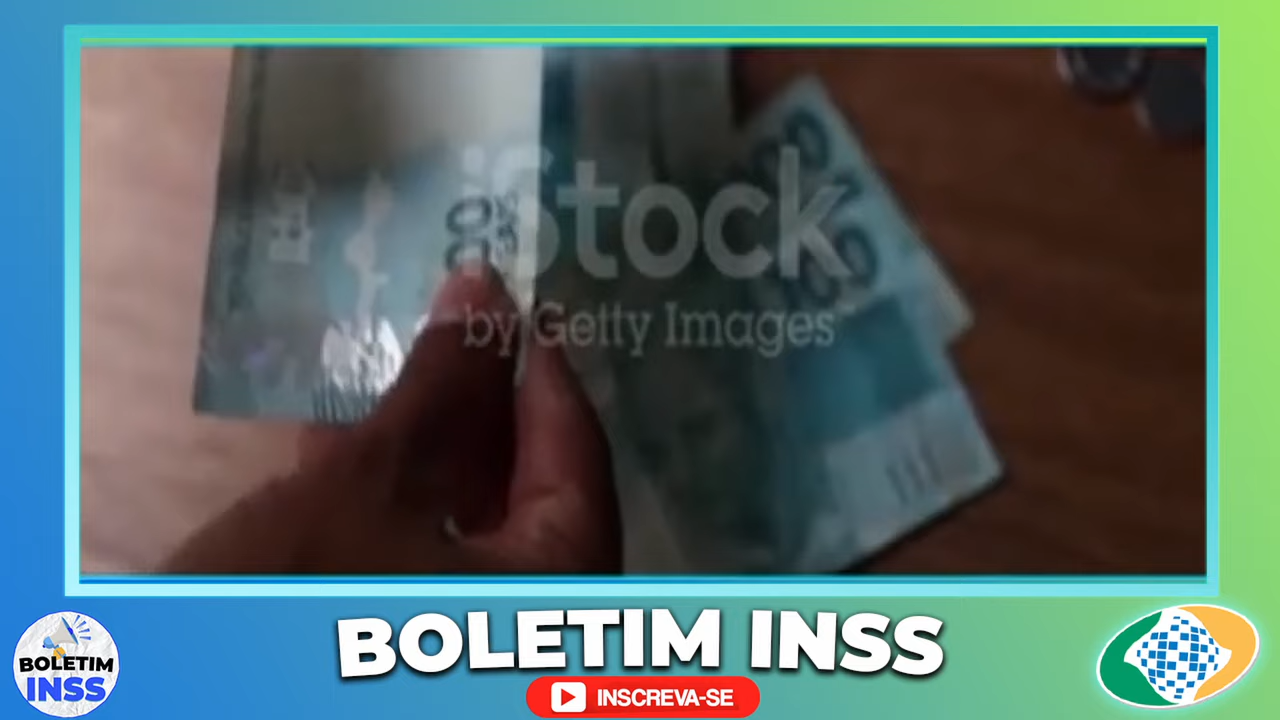 iStock
by Getty Images
BOLETIM INSS
BOLETIM
INSS
INSCREVA-SE